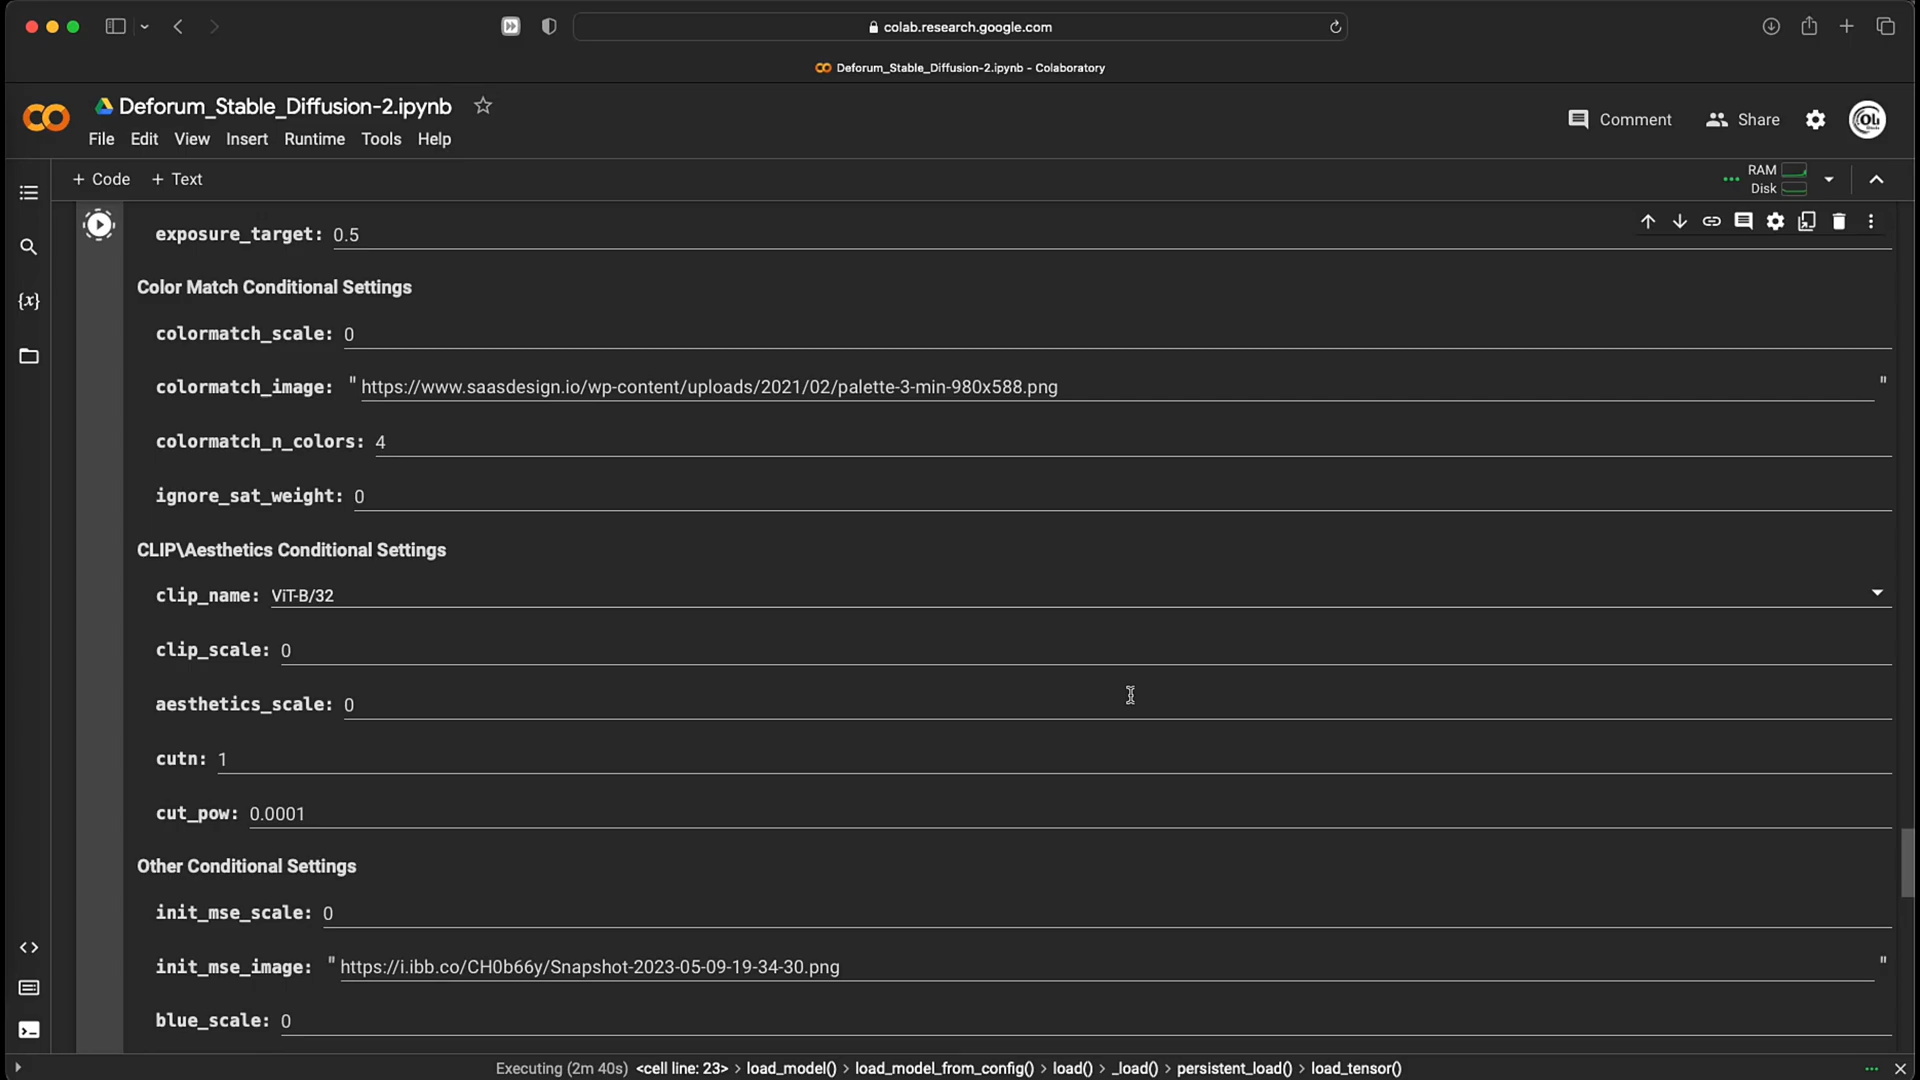 colab.research.google.com
Deforum_Stable_Diffusion-2.ipynb - Colaboratory
Deforum_Stable_Diffusion-2.ipynb
Comment
Share
File Edit View Insert Runtime Tools Help
+ Code + Text
RAM
Disk
exposure_target: 0.5
Color Match Conditional Settings
colormatch_scale: 0
colormatch_image: " https://www.saasdesign.io/wp-content/uploads/2021/02/palette-3-min-980x588.png "
colormatch_n_colors: 4
ignore_sat_weight: 0
CLIP\Aesthetics Conditional Settings
clip_name: ViT-B/32
clip_scale: 0
aesthetics_scale: 0
cutn: 1
cut_pow: 0.0001
Other Conditional Settings
init_mse_scale: 0
init_mse_image: " https://i.ibb.co/CH0b66y/Snapshot-2023-05-09-19-34-30.png "
blue_scale: 0
Executing (2m 40s) <cell line: 23> > load_model() > load_model_from_config() > load() > _load() > persistent_load() > load_tensor()